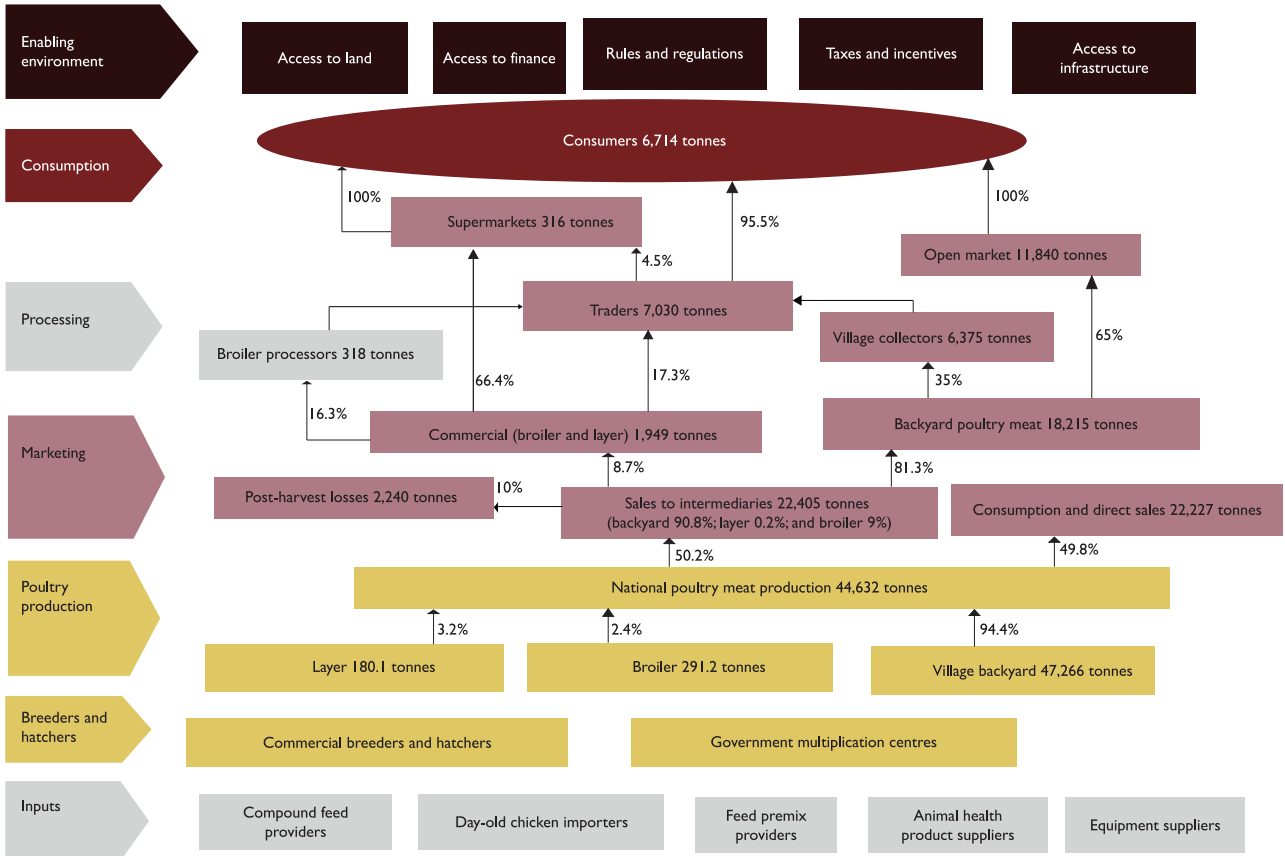 Enabling
environment
Access to land
Access to finance
Rules and regulations
Taxes and incentives
Access to
infrastructure
Consumption
Consumers 6,714 tonnes
100%
Supermarkets 316 tonnes
95.5%
100%
4.5%
Open market 11,840 tonnes
Processing
Traders 7,030 tonnes
Broiler processors 318 tonnes
Village collectors 6,375 tonnes
65%
66.4%
17.3%
35%
16.3%
Marketing
Commercial (broiler and layer) 1,949 tonnes
Backyard poultry meat 18,215 tonnes
8.7%
81.3%
Post-harvest losses 2,240 tonnes
10%
Sales to intermediaries 22,405 tonnes
(backyard 90.8%; layer 0.2%; and broiler 9%)
Consumption and direct sales 22,227 tonnes
50.2%
49.8%
Poultry
production
National poultry meat production 44,632 tonnes
3.2%
2.4%
94.4%
Layer 180.1 tonnes
Broiler 291.2 tonnes
Village backyard 47,266 tonnes
Breeders and
hatchers
Commercial breeders and hatchers
Government multiplication centres
Inputs
Compound feed
providers
Day-old chicken importers
Feed premix
providers
Animal health
product suppliers
Equipment suppliers